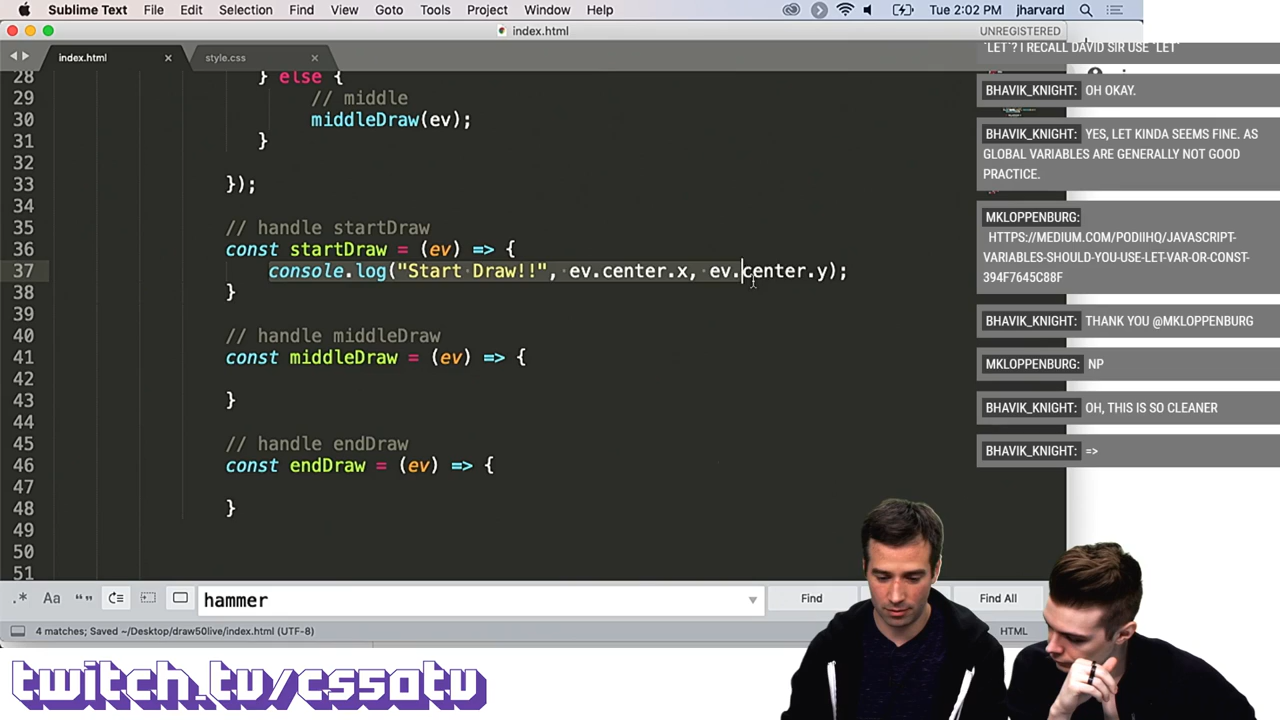 Sublime Text File Edit Selection Find View Goto Tools Project Window Help Tue 2:02 PM jharvard
index.html UNREGISTERED
index.html × style.css ×
`LET`? I RECALL DAVID SIR USE `LET`
BHAVIK_KNIGHT: OH OKAY.
BHAVIK_KNIGHT: YES, LET KINDA SEEMS FINE. AS
GLOBAL VARIABLES ARE GENERALLY NOT GOOD
PRACTICE.
MKLOPPENBURG:
HTTPS://MEDIUM.COM/PODIIHQ/JAVASCRIPT-
VARIABLES-SHOULD-YOU-USE-LET-VAR-OR-CONST-
394F7645C88F
BHAVIK_KNIGHT: THANK YOU @MKLOPPENBURG
MKLOPPENBURG: NP
BHAVIK_KNIGHT: OH, THIS IS SO CLEANER
BHAVIK_KNIGHT: =>
28 } else {
29 // middle
30 middleDraw(ev);
31 }
32
33 });
34
35 // handle startDraw
36 const startDraw = (ev) => {
37 console.log("Start Draw!!", ev.center.x, ev.center.y);
38 }
39
40 // handle middleDraw
41 const middleDraw = (ev) => {
42
43 }
44
45 // handle endDraw
46 const endDraw = (ev) => {
47
48 }
49
50
51
.* Aa “ ” hammer Find Find All
4 matches; Saved ~/Desktop/draw50live/index.html (UTF-8) HTML
twitch.tv/cs50tv